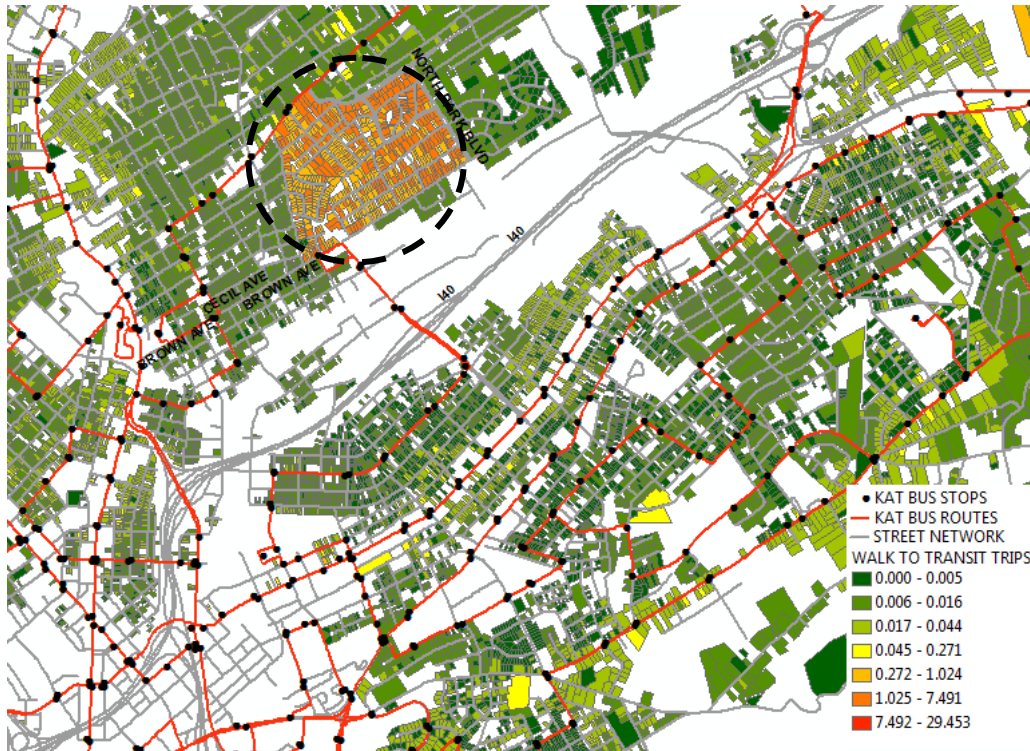 NORTH PARK BLVD
I40
CECIL AVE
BROWN AVE
I40
BROWN AVE
KAT BUS STOPS
KAT BUS ROUTES
STREET NETWORK
WALK TO TRANSIT TRIPS
0.000 - 0.005
0.006 - 0.016
0.017 - 0.044
0.045 - 0.271
0.272 - 1.024
1.025 - 7.491
7.492 - 29.453